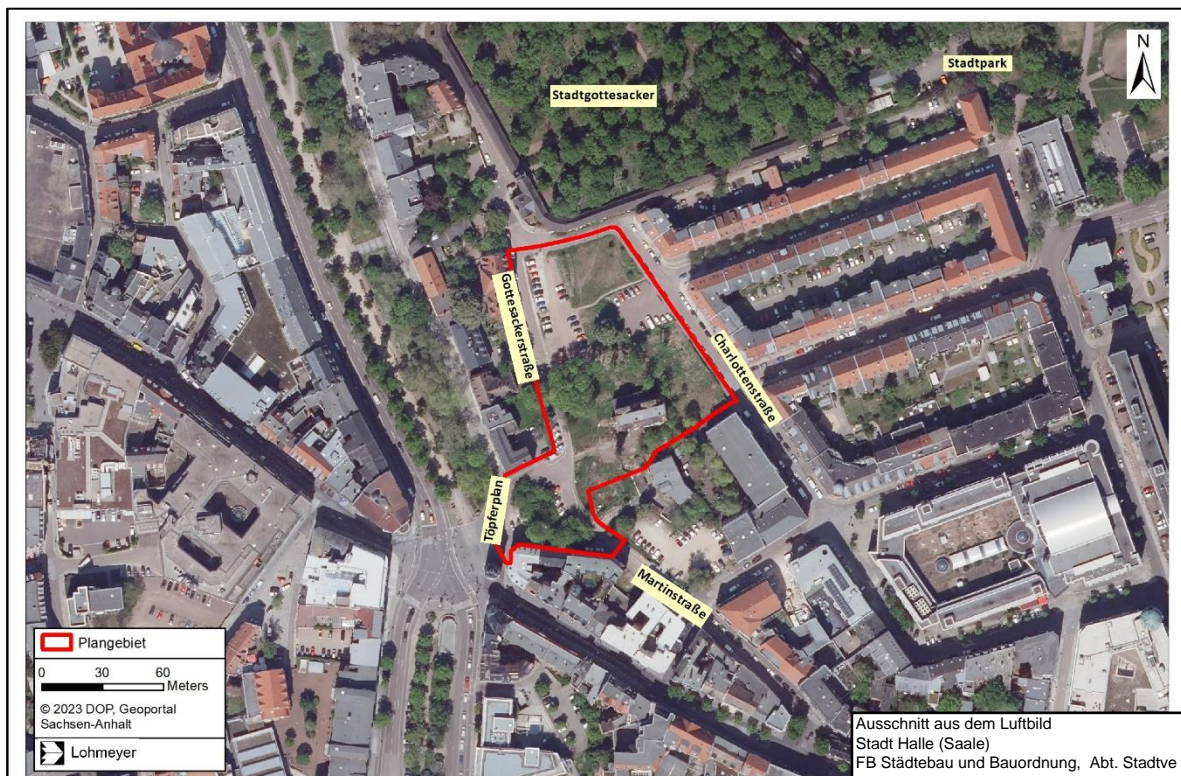 N
Stadtpark
Stadtgottesacker
Gottesackerstraße
Charlottenstraße
Töpferplan
Martinstraße
Plangebiet
0 30 60
Meters
© 2023 DOP, Geoportal
Sachsen-Anhalt
Lohmeyer
Ausschnitt aus dem Luftbild
Stadt Halle (Saale)
FB Städtebau und Bauordnung, Abt. Stadtve